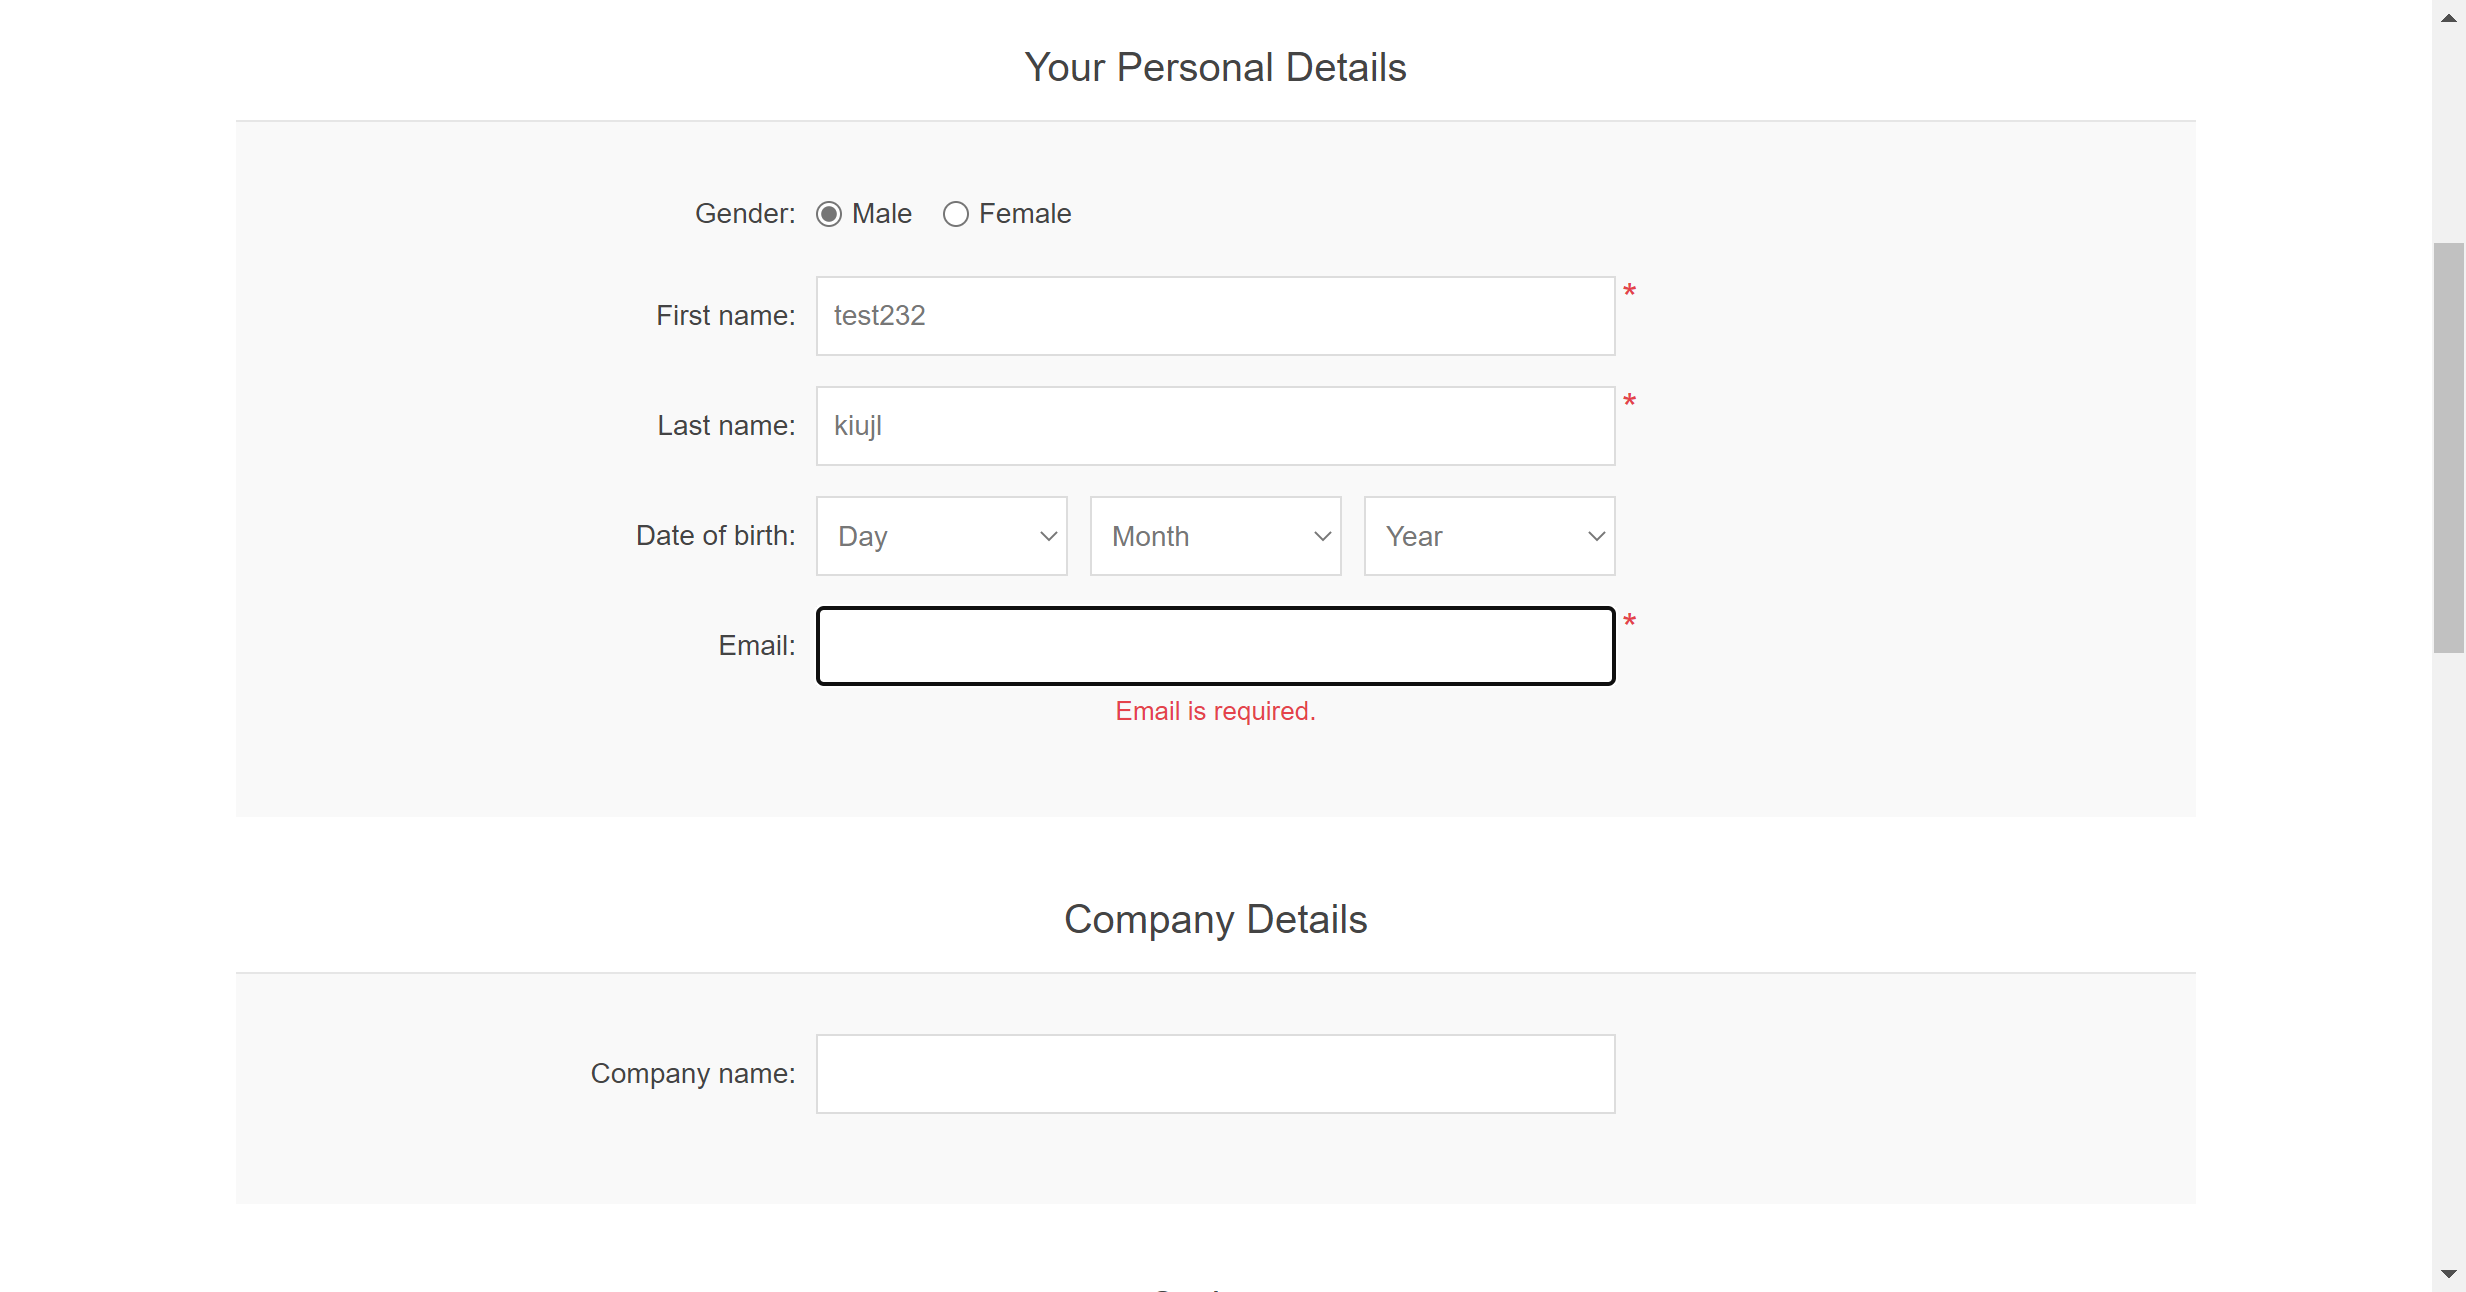 Your Personal Details
Gender: Male Female
First name: test232 *
Last name: kiujl *
Date of birth: Day Month Year
Email: *
Email is required.
Company Details
Company name: